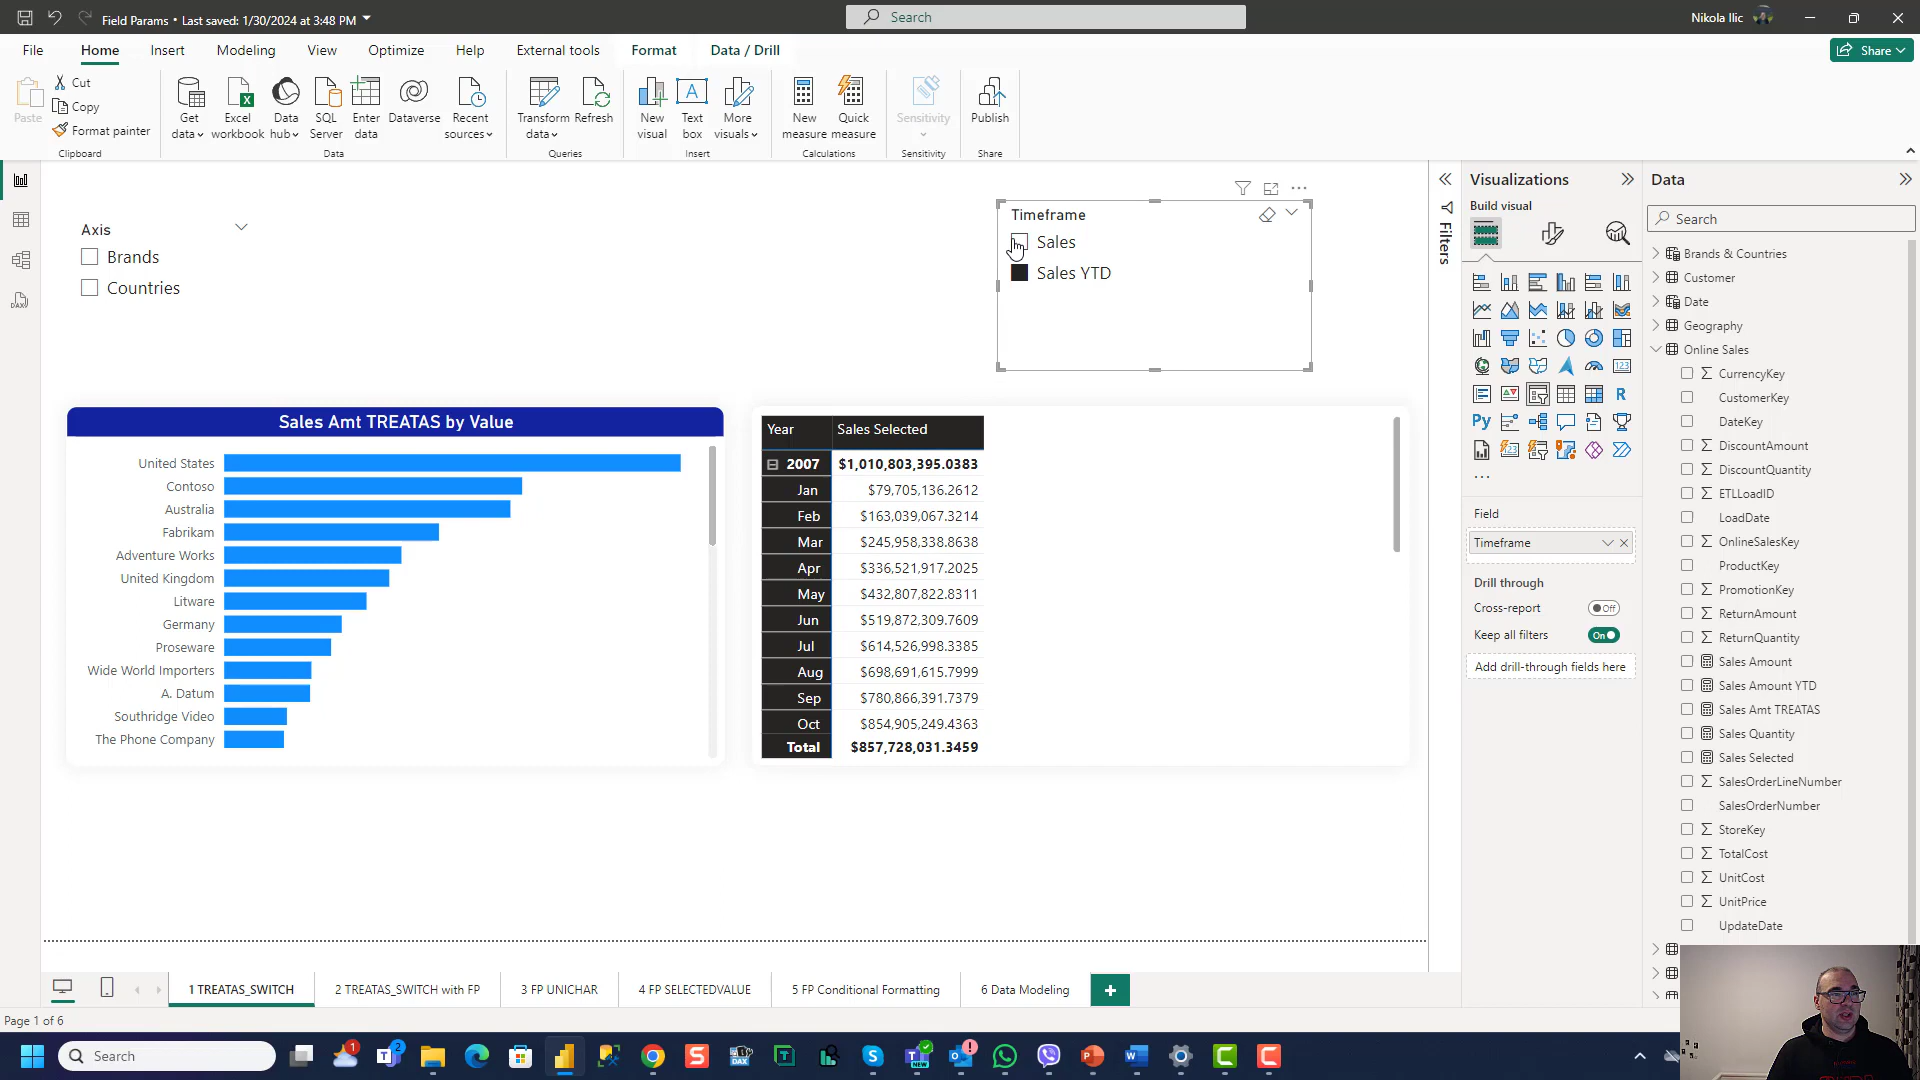 Field Params • Last saved: 1/30/2024 at 3:48 PM
Search
Nikola Ilic
File
Home
Insert
Modeling
View
Optimize
Help
External tools
Format
Data / Drill
Share
Paste
Cut
Copy
Format painter
Clipboard
Get data
Excel workbook
Data hub
SQL Server
Enter data
Dataverse
Recent sources
Data
Transform data
Refresh
Queries
New visual
Text box
More visuals
Insert
New measure
Quick measure
Calculations
Sensitivity
Sensitivity
Publish
Share
Axis
Brands
Countries
Timeframe
Sales
Sales YTD
Sales Amt TREATAS by Value
United States
Contoso
Australia
Fabrikam
Adventure Works
United Kingdom
Litware
Germany
Proseware
Wide World Importers
A. Datum
Southridge Video
The Phone Company
Year Sales Selected
2007 $1,010,803,395.0383
Jan $79,705,136.2612
Feb $163,039,067.3214
Mar $245,958,338.8638
Apr $336,521,917.2025
May $432,807,822.8311
Jun $519,872,309.7609
Jul $614,526,998.3385
Aug $698,691,615.7999
Sep $780,866,391.7379
Oct $854,905,249.4363
Total $857,728,031.3459
Filters
Visualizations
Build visual
R
Py
123
Field
Timeframe
Drill through
Cross-report Off
Keep all filters On
Add drill-through fields here
Data
Search
Brands & Countries
Customer
Date
Geography
Online Sales
CurrencyKey
CustomerKey
DateKey
DiscountAmount
DiscountQuantity
ETLLoadID
LoadDate
OnlineSalesKey
ProductKey
PromotionKey
ReturnAmount
ReturnQuantity
Sales Amount
Sales Amount YTD
Sales Amt TREATAS
Sales Quantity
Sales Selected
SalesOrderLineNumber
SalesOrderNumber
StoreKey
TotalCost
UnitCost
UnitPrice
UpdateDate
1 TREATAS_SWITCH
2 TREATAS_SWITCH with FP
3 FP UNICHAR
4 FP SELECTEDVALUE
5 FP Conditional Formatting
6 Data Modeling
Page 1 of 6
Search